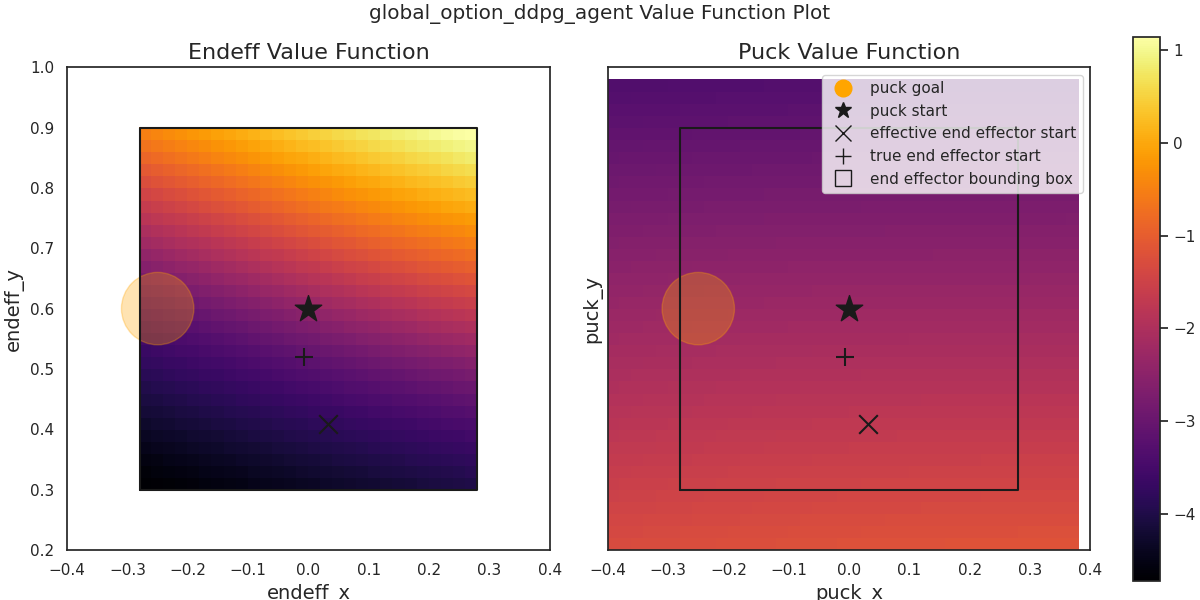 global_option_ddpg_agent Value Function Plot
Endeff Value Function
Puck Value Function
1.0
0.9
0.8
0.7
0.6
0.5
0.4
0.3
0.2
endeff_y
−0.4 −0.3 −0.2 −0.1 0.0 0.1 0.2 0.3 0.4
endeff_x
puck goal
puck start
effective end effector start
true end effector start
end effector bounding box
puck_y
−0.4 −0.3 −0.2 −0.1 0.0 0.1 0.2 0.3 0.4
puck_x
1
0
−1
−2
−3
−4